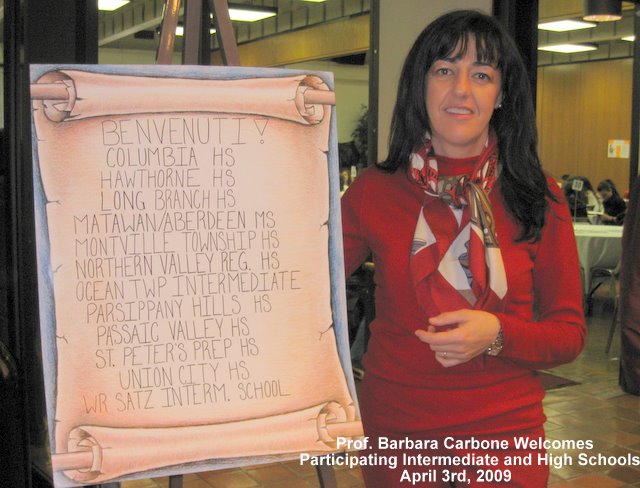 BENVENUTI!
COLUMBIA HS
HAWTHORNE HS
LONG BRANCH HS
MATAWAN/ABERDEEN MS
MONTVILLE TOWNSHIP HS
NORTHERN VALLEY REG. HS
OCEAN TWP INTERMEDIATE
PARSIPPANY HILLS HS
PASSAIC VALLEY HS
ST. PETER'S PREP HS
UNION CITY HS
WR SATZ INTERM. SCHOOL
Prof. Barbara Carbone Welcomes
Participating Intermediate and High Schools
April 3rd, 2009